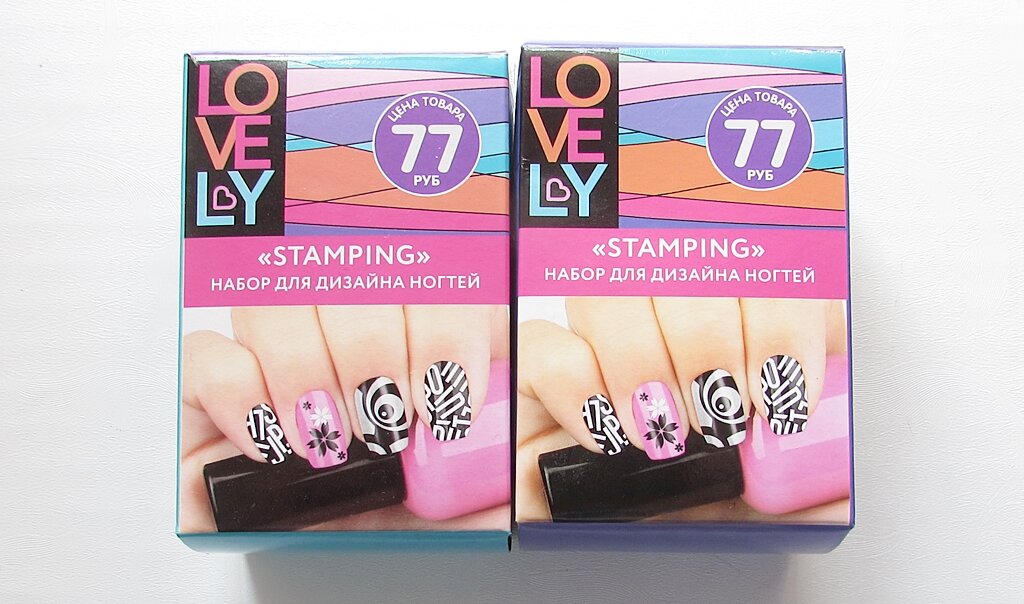 LO
VE
LY
ЦЕНА ТОВАРА
77
РУБ
«STAMPING»
НАБОР ДЛЯ ДИЗАЙНА НОГТЕЙ
LO
VE
LY
ЦЕНА ТОВАРА
77
РУБ
«STAMPING»
НАБОР ДЛЯ ДИЗАЙНА НОГТЕЙ